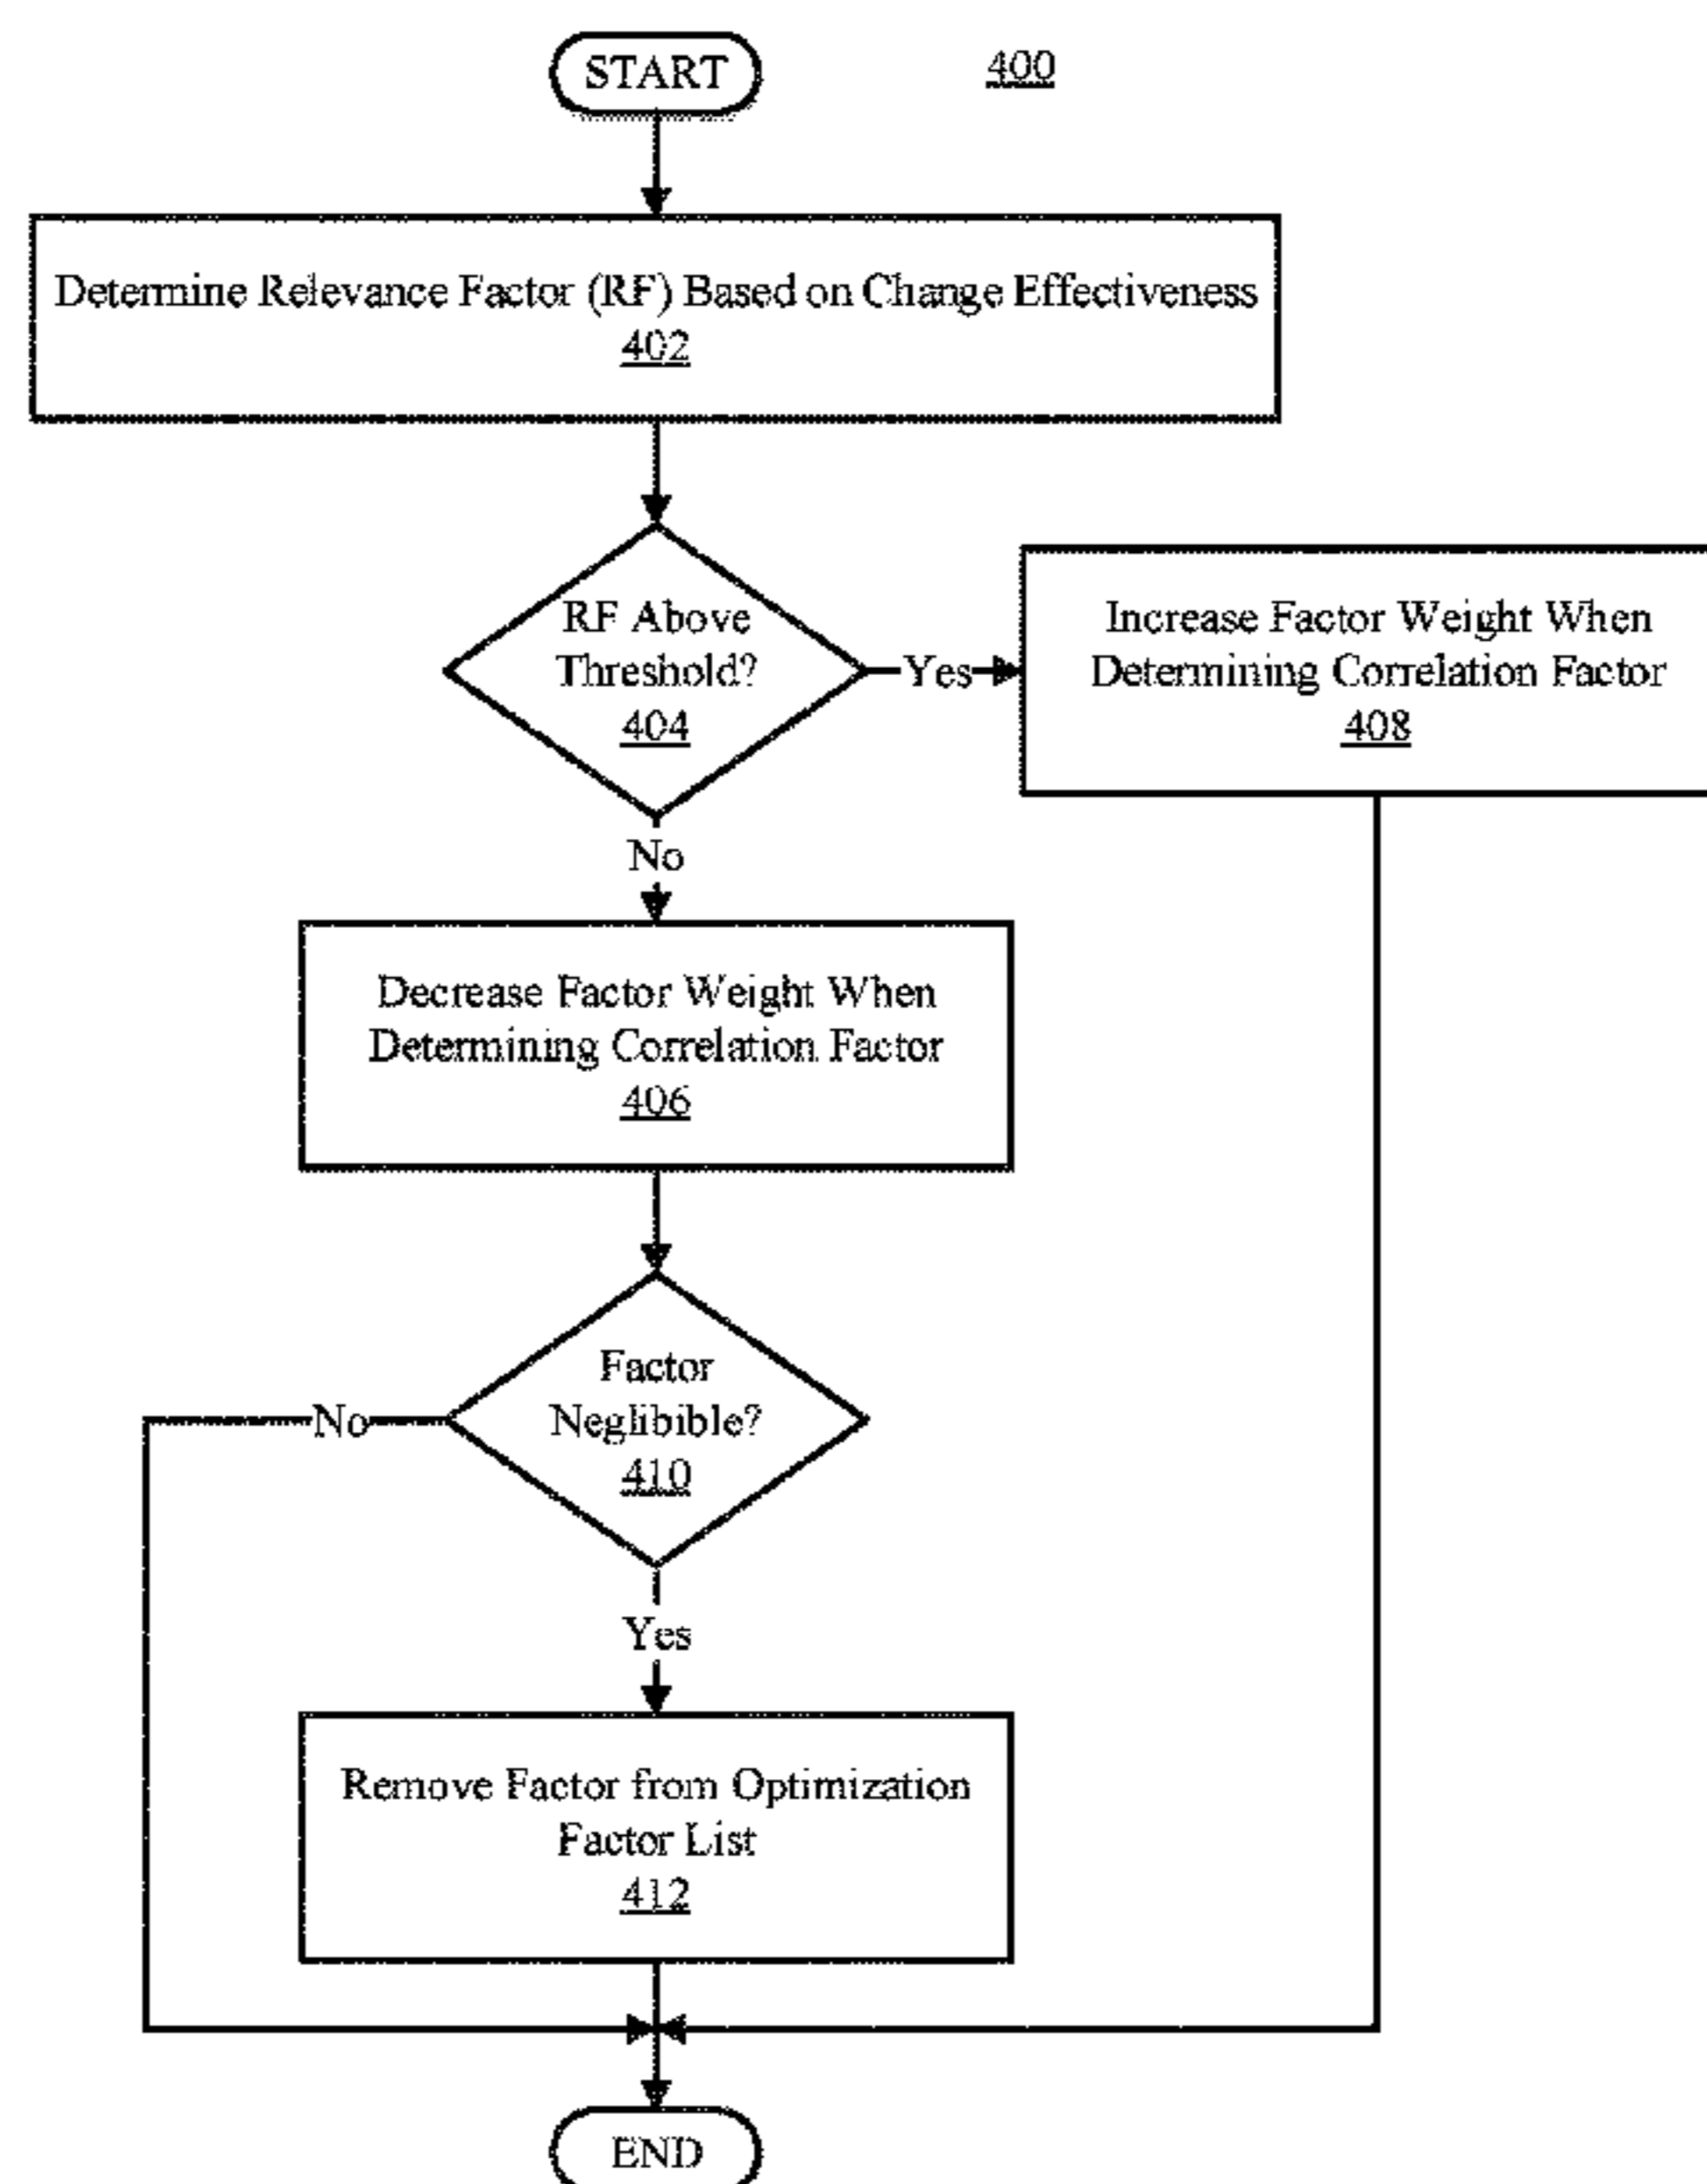 START
400
Determine Relevance Factor (RF) Based on Change Effectiveness
402
RF Above
Threshold?
404
Yes
Increase Factor Weight When
Determining Correlation Factor
408
No
Decrease Factor Weight When
Determining Correlation Factor
406
Factor
Neglibible?
410
No
Yes
Remove Factor from Optimization
Factor List
412
END